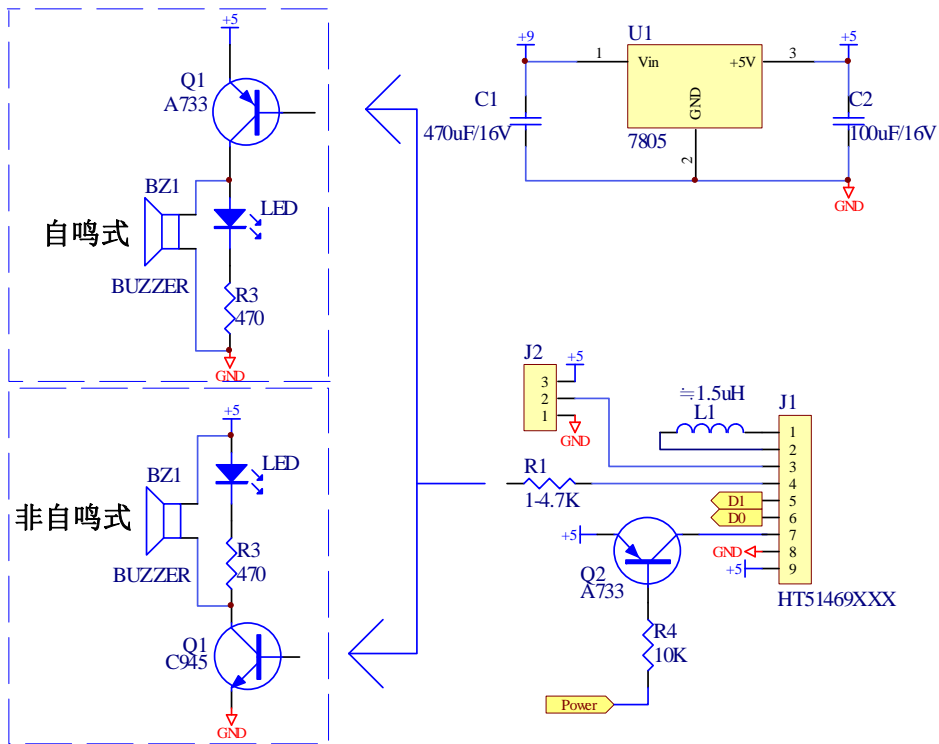 +5
Q1
A733
BZ1
LED
自鸣式
BUZZER
R3
470
GND
+5
BZ1
LED
非自鸣式
BUZZER
R3
470
Q1
C945
GND
+9
U1
+5
1
Vin
+5V
3
C1
470uF/16V
GND
C2
100uF/16V
7805
2
GND
J2
+5
3
2
1
GND
≒1.5uH
L1
J1
1
2
3
4
5
6
7
8
9
R1
1-4.7K
D1
D0
+5
GND
+5
Q2
A733
HT51469XXX
R4
10K
Power